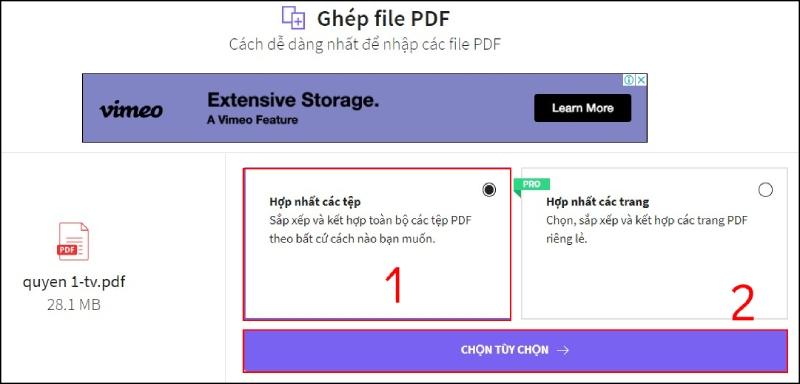 Ghép file PDF
Cách dễ dàng nhất để nhập các file PDF
vimeo
Extensive Storage.
A Vimeo Feature
Learn More
PDF
quyen 1-tv.pdf
28.1 MB
Hợp nhất các tệp
Sắp xếp và kết hợp toàn bộ các tệp PDF
theo bất cứ cách nào bạn muốn.
1
PRO
Hợp nhất các trang
Chọn, sắp xếp và kết hợp các trang PDF
riêng lẻ.
2
CHỌN TÙY CHỌN →